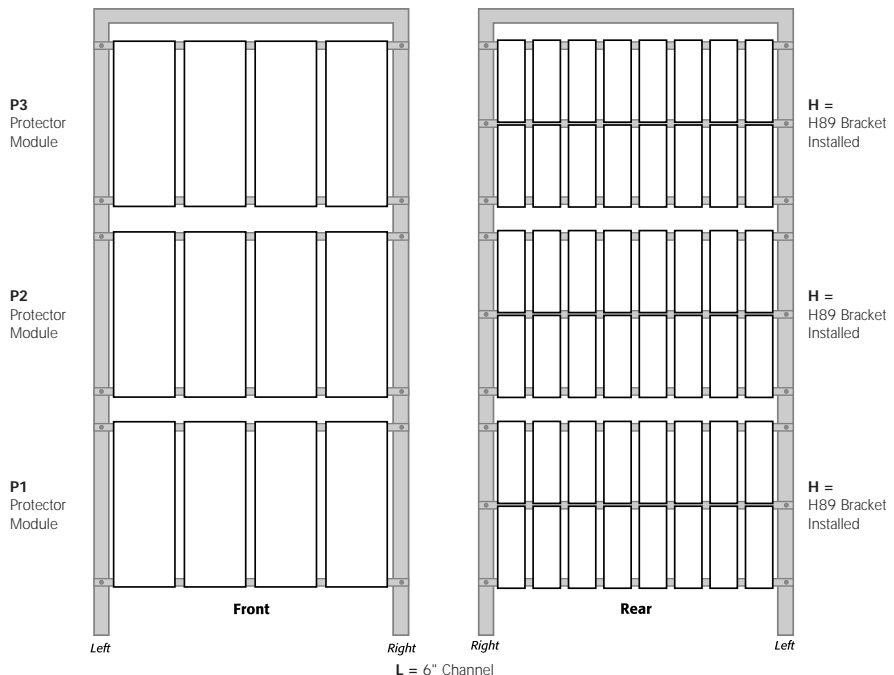 P3
Protector
Module
H =
H89 Bracket
Installed
P2
Protector
Module
H =
H89 Bracket
Installed
P1
Protector
Module
H =
H89 Bracket
Installed
Front
Rear
Left
Right
Right
Left
L = 6" Channel